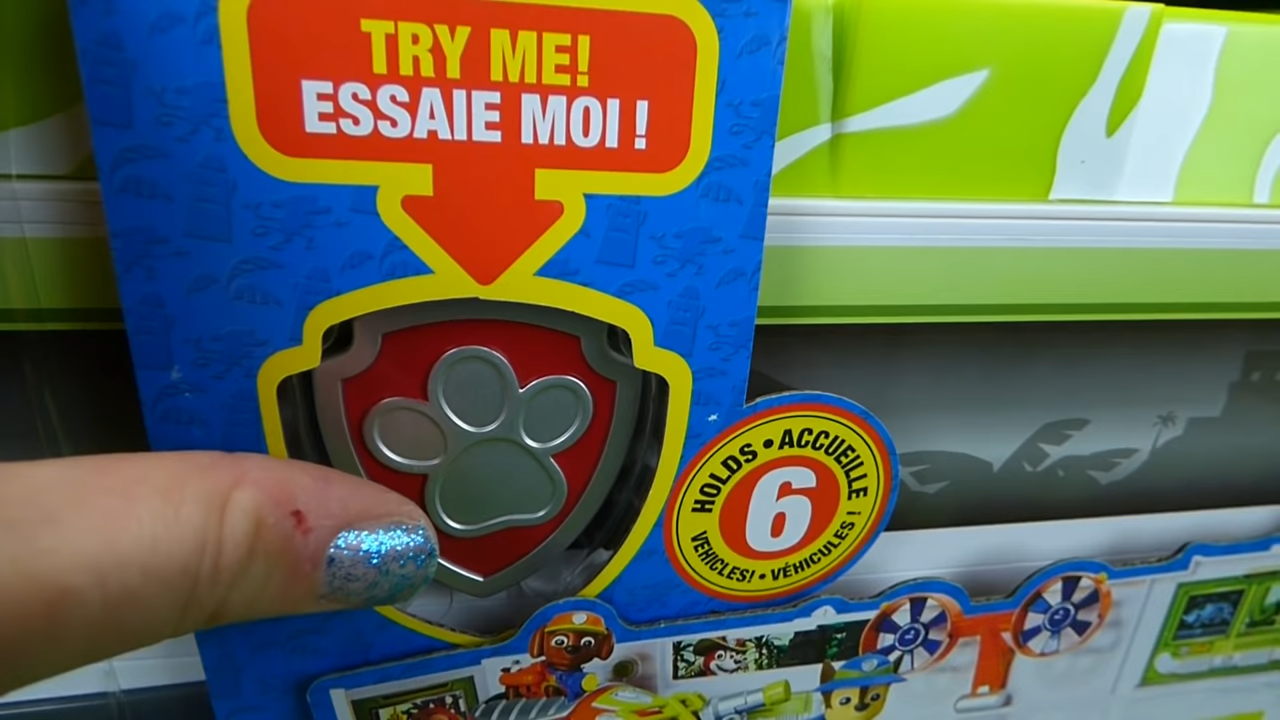 TRY ME!
ESSAIE MOI !
HOLDS • ACCUEILLE
6
VEHICLES! • VÉHICULES !